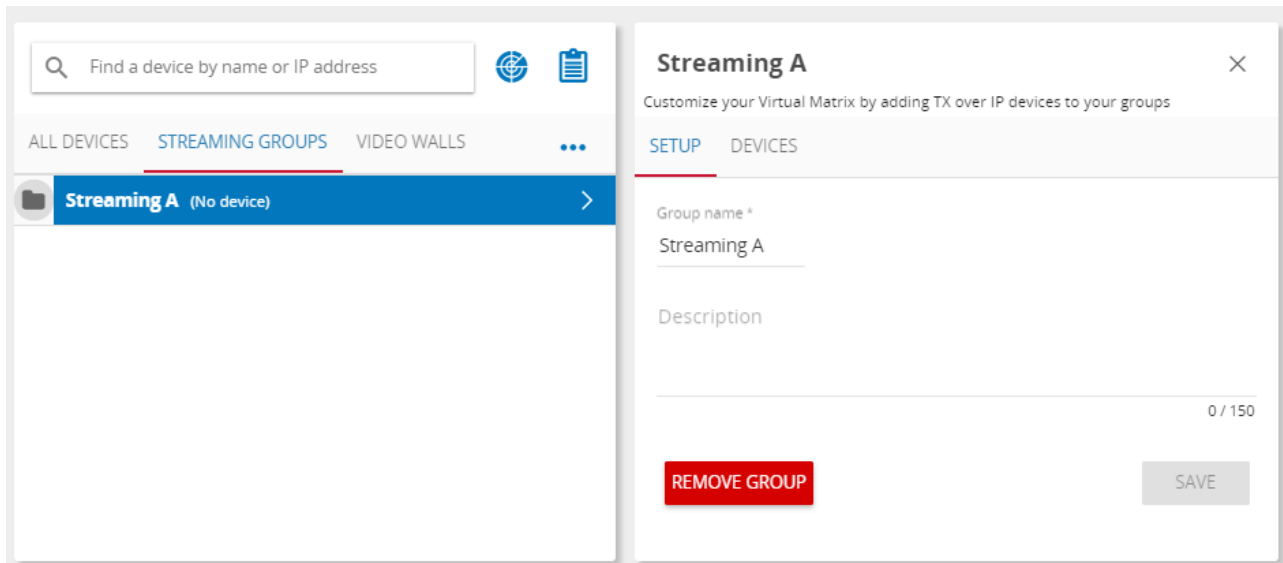 Find a device by name or IP address
ALL DEVICES STREAMING GROUPS VIDEO WALLS
Streaming A (No device)
Streaming A
Customize your Virtual Matrix by adding TX over IP devices to your groups
SETUP DEVICES
Group name *
Streaming A
Description
0 / 150
REMOVE GROUP SAVE